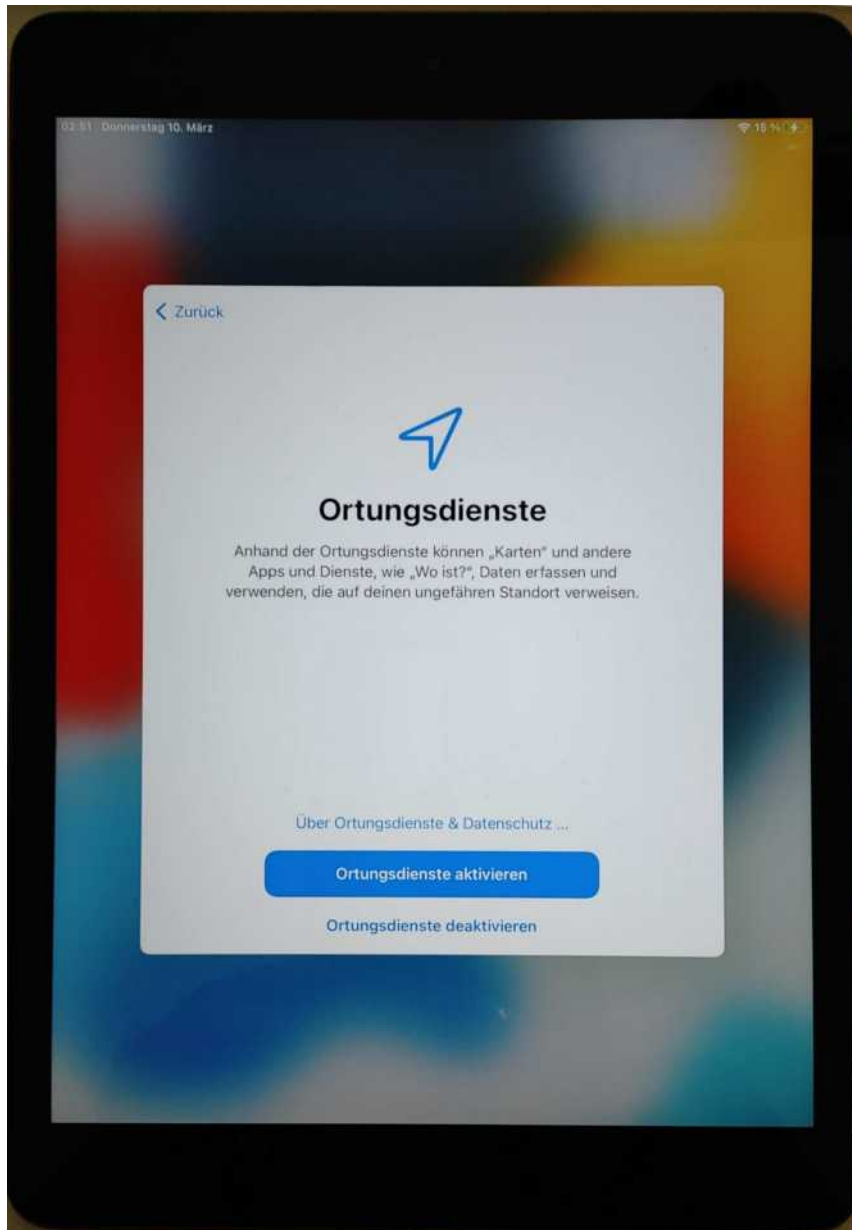 Donnerstag 10. März
Zurück
Ortungsdienste
Anhand der Ortungsdienste können „Karten“ und andere
Apps und Dienste, wie „Wo ist?“, Daten erfassen und
verwenden, die auf deinen ungefähren Standort verweisen.
Über Ortungsdienste & Datenschutz ...
Ortungsdienste aktivieren
Ortungsdienste deaktivieren